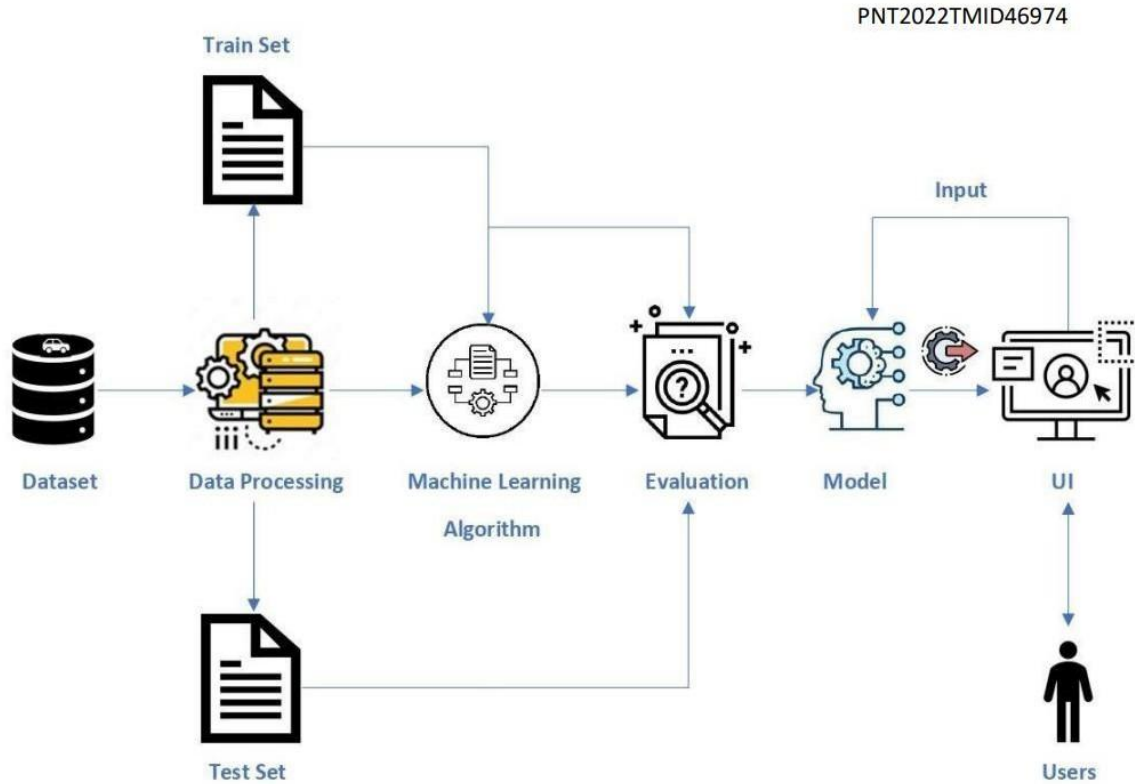 PNT2022TMID46974
Train Set
Input
?
Dataset
Data Processing
Machine Learning
Algorithm
Evaluation
Model
UI
Test Set
Users